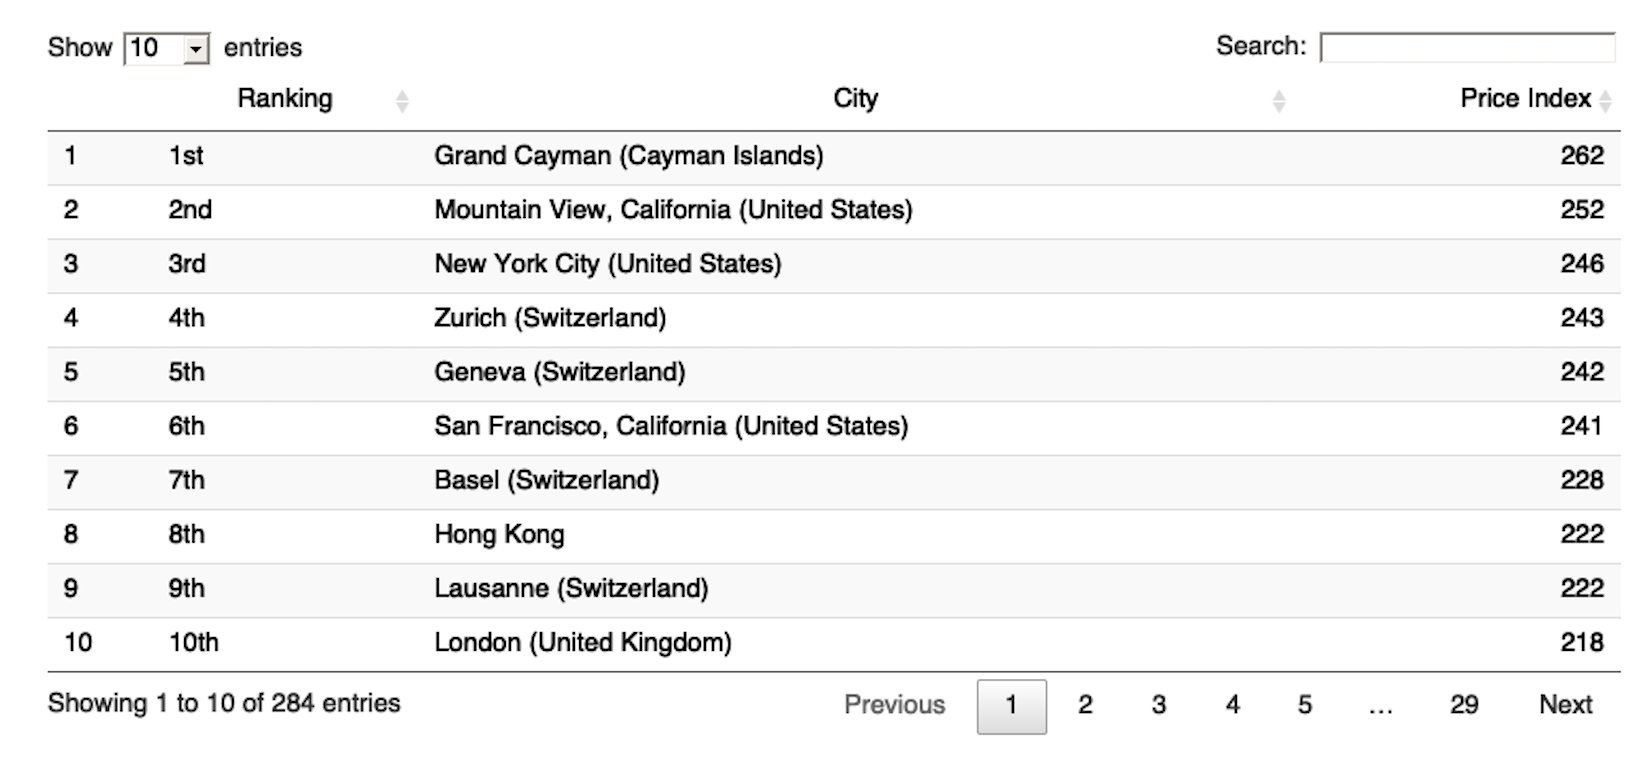 Show 10 entries Search:
Ranking City Price Index
1 1st Grand Cayman (Cayman Islands) 262
2 2nd Mountain View, California (United States) 252
3 3rd New York City (United States) 246
4 4th Zurich (Switzerland) 243
5 5th Geneva (Switzerland) 242
6 6th San Francisco, California (United States) 241
7 7th Basel (Switzerland) 228
8 8th Hong Kong 222
9 9th Lausanne (Switzerland) 222
10 10th London (United Kingdom) 218
Showing 1 to 10 of 284 entries Previous 1 2 3 4 5 ... 29 Next